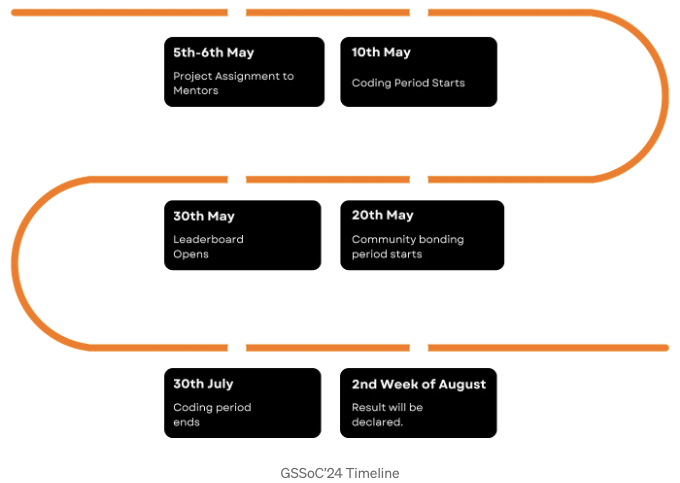 5th-6th May
Project Assignment to
Mentors
10th May
Coding Period Starts
30th May
Leaderboard
Opens
20th May
Community bonding
period starts
30th July
Coding period
ends
2nd Week of August
Result will be
declared.
GSSoC'24 Timeline